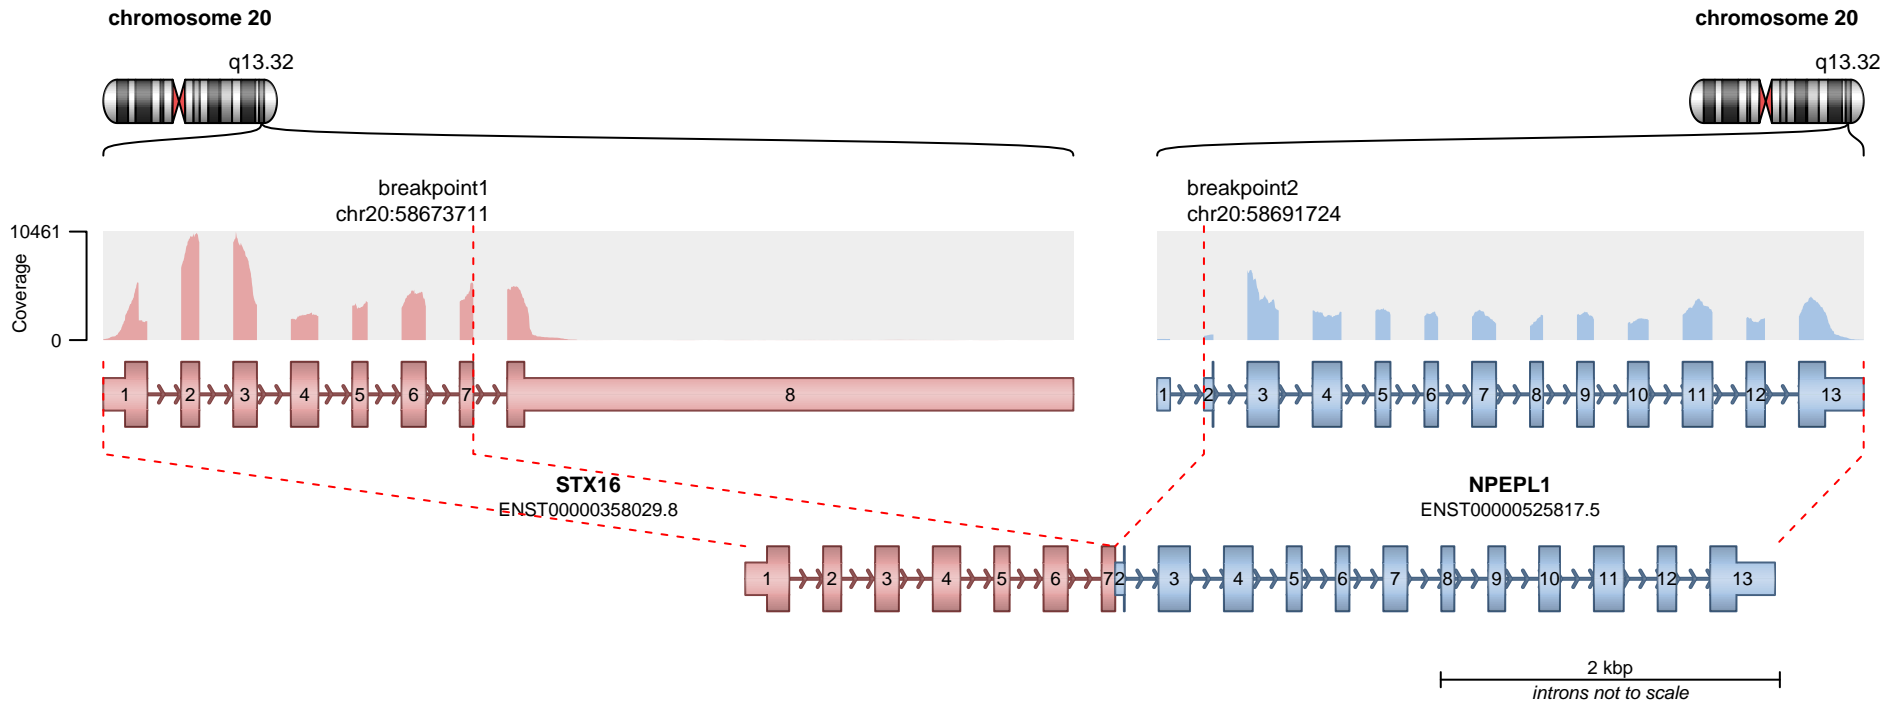 chromosome 20
chromosome 20
q13.32
q13.32
breakpoint1
chr20:58673711
breakpoint2
chr20:58691724
10461
Coverage
0
1 2 3 4 5 6 7 8
1 2 3 4 5 6 7 8 9 10 11 12 13
STX16
ENST00000358029.8
NPEPL1
ENST00000525817.5
1 2 3 4 5 6 7 2 3 4 5 6 7 8 9 10 11 12 13
2 kbp
introns not to scale